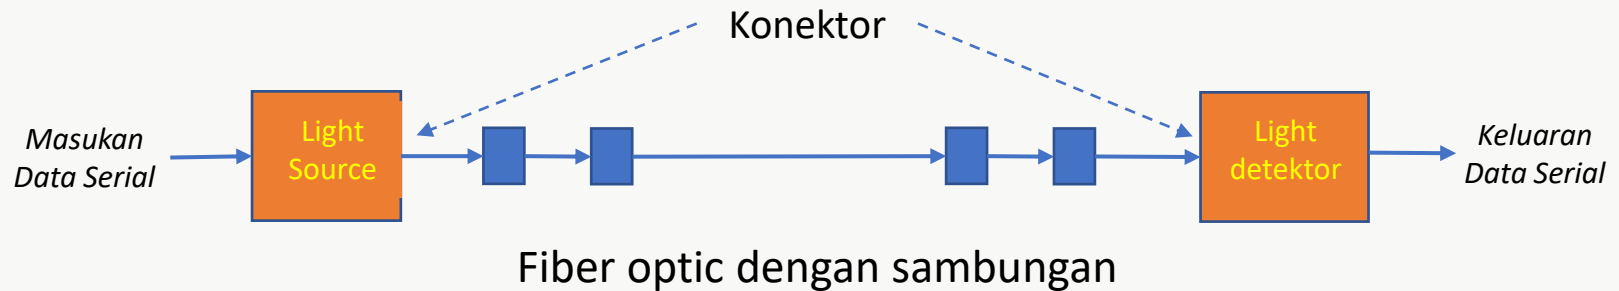 Konektor
Masukan
Data Serial
Light
Source
Light
detektor
Keluaran
Data Serial
Fiber optic dengan sambungan